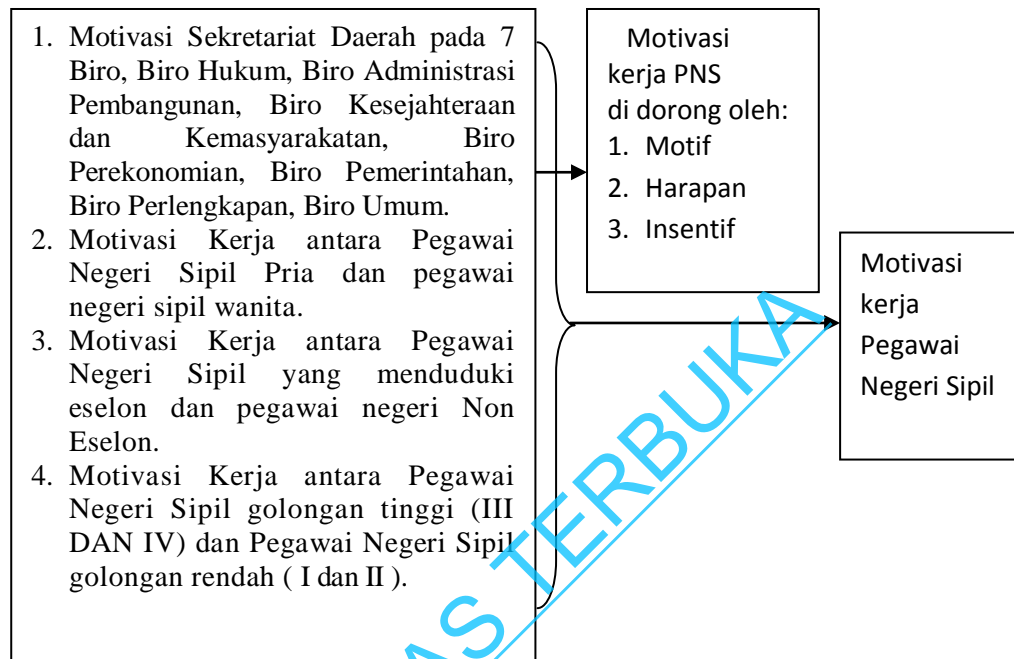 1. Motivasi Sekretariat Daerah pada 7
Biro, Biro Hukum, Biro Administrasi
Pembangunan, Biro Kesejahteraan
dan Kemasyarakatan, Biro
Perekonomian, Biro Pemerintahan,
Biro Perlengkapan, Biro Umum.
2. Motivasi Kerja antara Pegawai
Negeri Sipil Pria dan pegawai
negeri sipil wanita.
3. Motivasi Kerja antara Pegawai
Negeri Sipil yang menduduki
eselon dan pegawai negeri Non
Eselon.
4. Motivasi Kerja antara Pegawai
Negeri Sipil golongan tinggi (III
DAN IV) dan Pegawai Negeri Sipil
golongan rendah ( I dan II ).
Motivasi
kerja PNS
di dorong oleh:
1. Motif
2. Harapan
3. Insentif
Motivasi
kerja
Pegawai
Negeri Sipil
AS TERBUKA